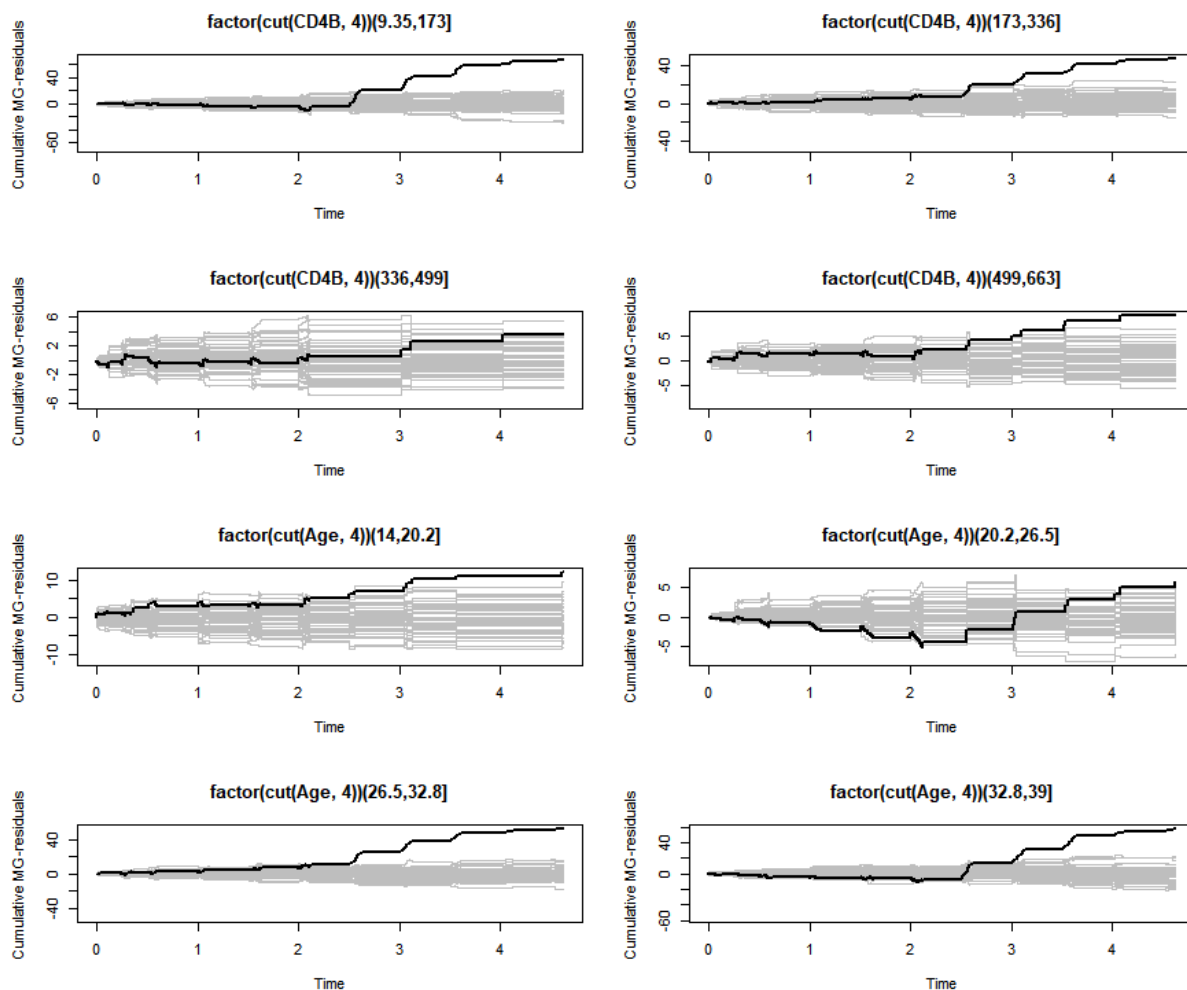 factor(cut(CD4B, 4))(9.35,173]
Cumulative MG-residuals
-60
0
40
0 1 2 3 4
Time
factor(cut(CD4B, 4))(173,336]
Cumulative MG-residuals
-40
0
40
0 1 2 3 4
Time
factor(cut(CD4B, 4))(336,499]
Cumulative MG-residuals
-6
-2
2
6
0 1 2 3 4
Time
factor(cut(CD4B, 4))(499,663]
Cumulative MG-residuals
-5
0
5
0 1 2 3 4
Time
factor(cut(Age, 4))(14,20.2]
Cumulative MG-residuals
-10
0
10
0 1 2 3 4
Time
factor(cut(Age, 4))(20.2,26.5]
Cumulative MG-residuals
-5
0
5
0 1 2 3 4
Time
factor(cut(Age, 4))(26.5,32.8]
Cumulative MG-residuals
-40
0
40
0 1 2 3 4
Time
factor(cut(Age, 4))(32.8,39]
Cumulative MG-residuals
-60
0
40
0 1 2 3 4
Time